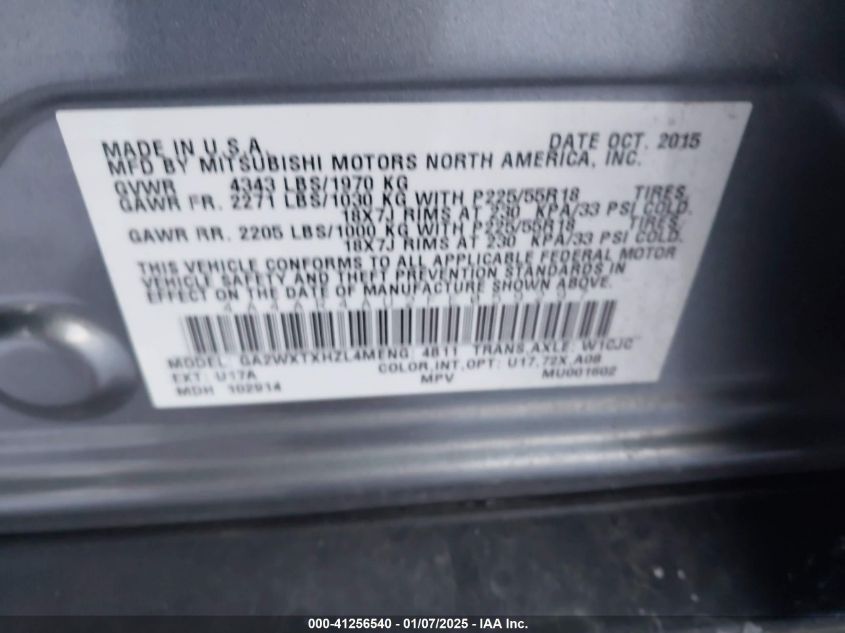 MADE IN U.S.A. DATE OCT. 2015
MFD BY MITSUBISHI MOTORS NORTH AMERICA, INC.
GVWR 4343 LBS/1970 KG
GAWR FR. 2271 LBS/1030 KG WITH P225/55R18 TIRES,
18X7J RIMS AT 230 KPA/33 PSI COLD.
GAWR RR. 2205 LBS/1000 KG WITH P225/55R18 TIRES,
18X7J RIMS AT 230 KPA/33 PSI COLD.
THIS VEHICLE CONFORMS TO ALL APPLICABLE FEDERAL MOTOR
VEHICLE SAFETY AND THEFT PREVENTION STANDARDS IN
EFFECT ON THE DATE OF MANUFACTURE SHOWN ABOVE.
MODEL: GA2WXTXHZL4M ENG: 4B11 TRANS,AXLE: W1CJC
EXT: U17A COLOR,INT,OPT: U17,72X,A08
MDH 102914 MPV MU001602
000-41256540 - 01/07/2025 - IAA Inc.